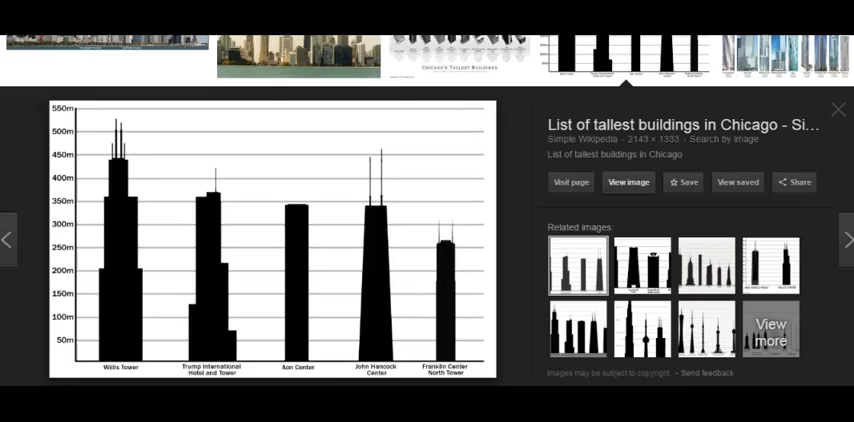 CHICAGO'S TALLEST BUILDINGS
550m
500m
450m
400m
350m
300m
250m
200m
150m
100m
50m
Willis Tower
Trump International
Hotel and Tower
Aon Center
John Hancock
Center
Franklin Center
North Tower
List of tallest buildings in Chicago - Si...
Simple Wikipedia - 2143 × 1333 - Search by image
List of tallest buildings in Chicago
Visit page
View image
Save
View saved
Share
Related images:
View
more
Images may be subject to copyright. - Send feedback